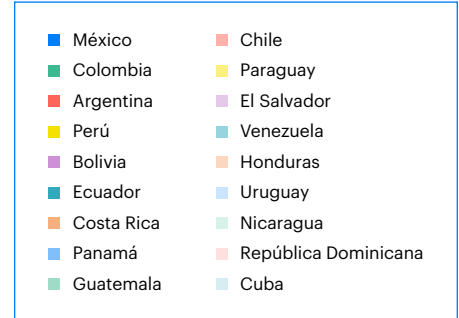 México
Colombia
Argentina
Perú
Bolivia
Ecuador
Costa Rica
Panamá
Guatemala
Chile
Paraguay
El Salvador
Venezuela
Honduras
Uruguay
Nicaragua
República Dominicana
Cuba